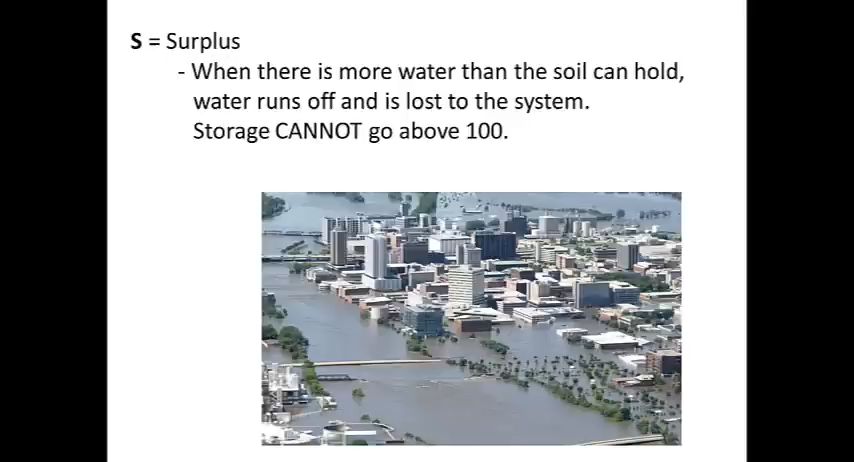 S = Surplus
- When there is more water than the soil can hold,
water runs off and is lost to the system.
Storage CANNOT go above 100.